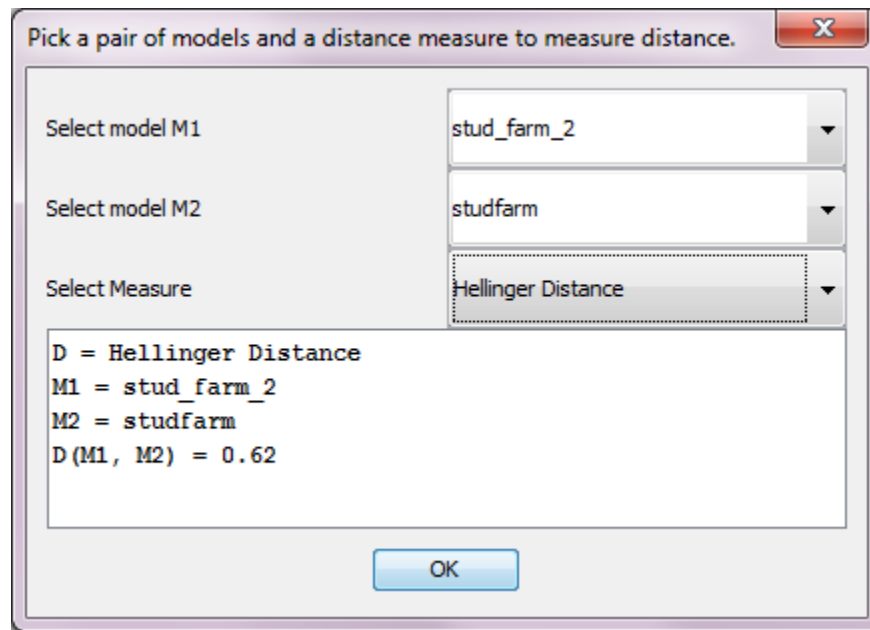 Pick a pair of models and a distance measure to measure distance.
Select model M1
stud_farm_2
Select model M2
studfarm
Select Measure
Hellinger Distance
D = Hellinger Distance
M1 = stud_farm_2
M2 = studfarm
D(M1, M2) = 0.62
OK